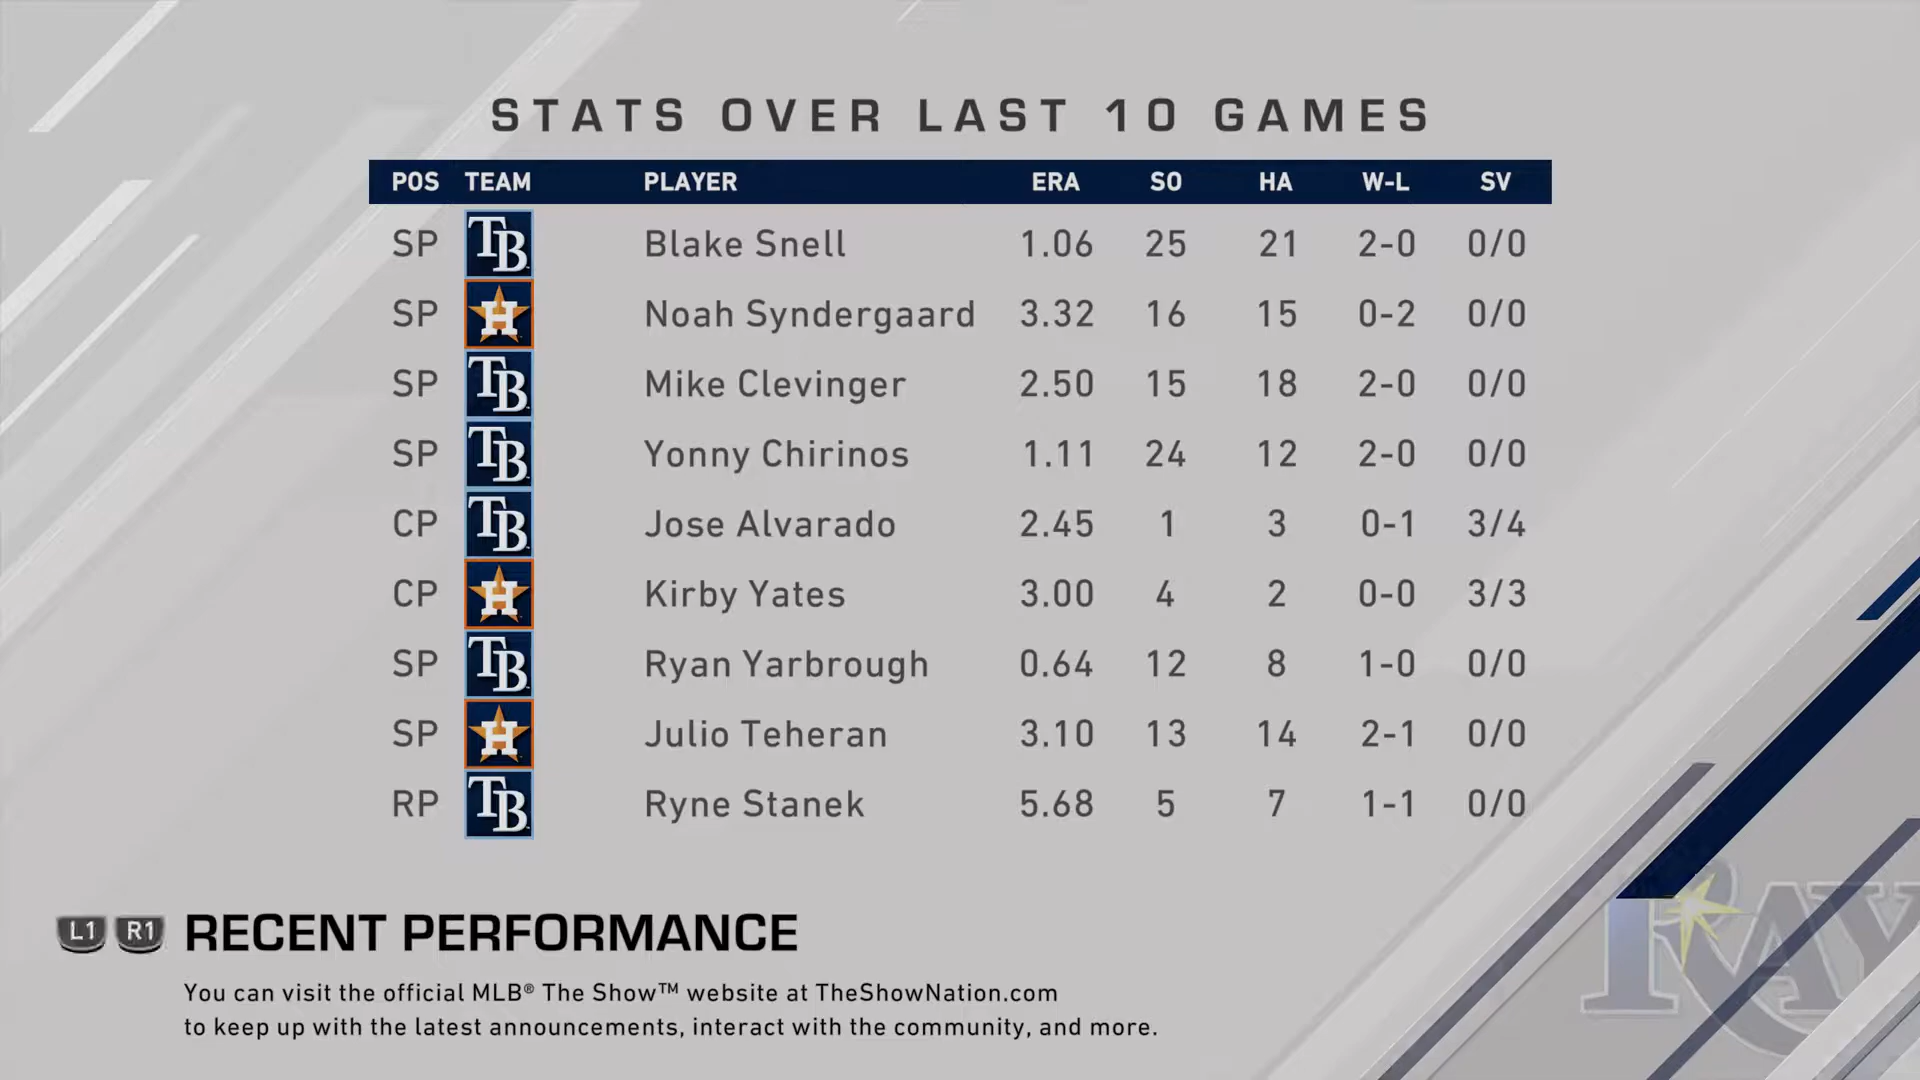 STATS OVER LAST 10 GAMES
POS TEAM PLAYER ERA SO HA W-L SV
SP TB Blake Snell 1.06 25 21 2-0 0/0
SP H Noah Syndergaard 3.32 16 15 0-2 0/0
SP TB Mike Clevinger 2.50 15 18 2-0 0/0
SP TB Yonny Chirinos 1.11 24 12 2-0 0/0
CP TB Jose Alvarado 2.45 1 3 0-1 3/4
CP H Kirby Yates 3.00 4 2 0-0 3/3
SP TB Ryan Yarbrough 0.64 12 8 1-0 0/0
SP H Julio Teheran 3.10 13 14 2-1 0/0
RP TB Ryne Stanek 5.68 5 7 1-1 0/0
L1 R1 RECENT PERFORMANCE
You can visit the official MLB® The Show™ website at TheShowNation.com
to keep up with the latest announcements, interact with the community, and more.
RAY